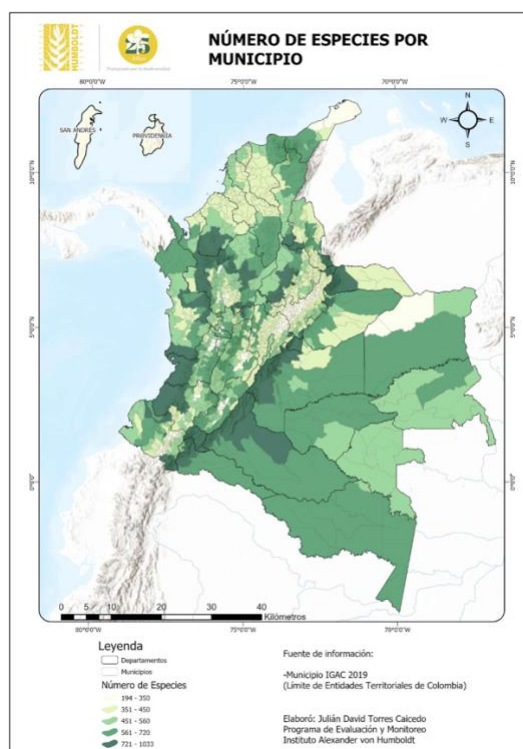 HUMBOLDT
25
NÚMERO DE ESPECIES POR
MUNICIPIO
80°0'0"W
75°0'0"W
70°0'0"W
SAN ANDRES
PROVIDENCIA
N
W
E
S
10°0'0"N
10°0'0"N
5°0'0"N
5°0'0"N
0°0'0"
0°0'0"
0 5 10 20 30 40
Kilómetros
80°0'0"W
75°0'0"W
70°0'0"W
Leyenda
Departamentos
Municipios
Número de Especies
194 - 350
351 - 450
451 - 560
561 - 720
721 - 1033
Fuente de información:
-Municipio IGAC 2019
(Límite de Entidades Territoriales de Colombia)
Elaboró: Julián David Torres Caicedo
Programa de Evaluación y Monitoreo
Instituto Alexander von Humboldt